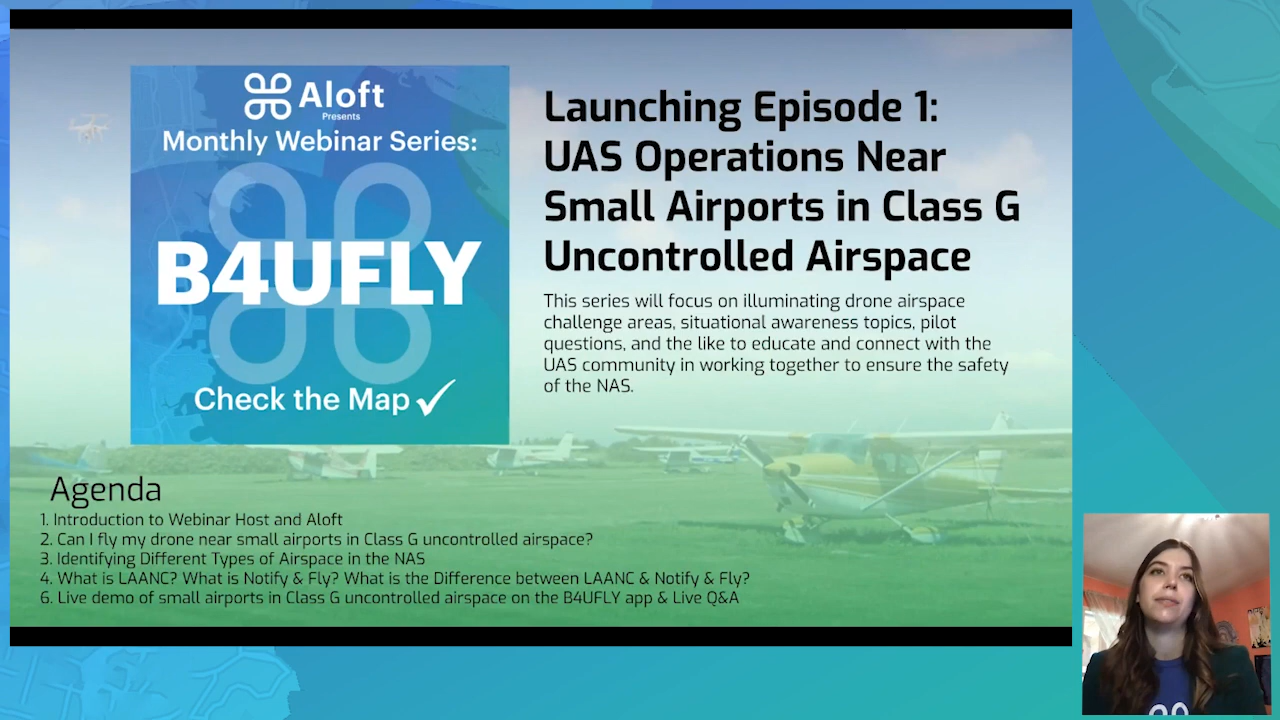 Aloft
Presents
Monthly Webinar Series:
B4UFLY
Check the Map
Launching Episode 1:
UAS Operations Near
Small Airports in Class G
Uncontrolled Airspace
This series will focus on illuminating drone airspace
challenge areas, situational awareness topics, pilot
questions, and the like to educate and connect with the
UAS community in working together to ensure the safety
of the NAS.
Agenda
1. Introduction to Webinar Host and Aloft
2. Can I fly my drone near small airports in Class G uncontrolled airspace?
3. Identifying Different Types of Airspace in the NAS
4. What is LAANC? What is Notify & Fly? What is the Difference between LAANC & Notify & Fly?
6. Live demo of small airports in Class G uncontrolled airspace on the B4UFLY app & Live Q&A